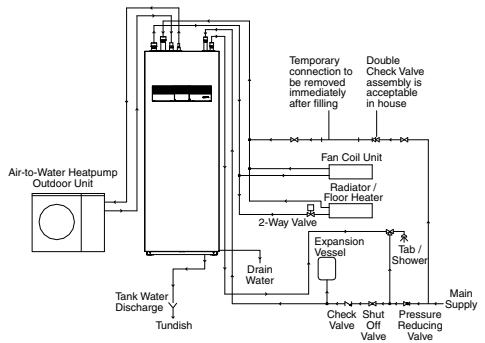 Temporary
connection to
be removed
immediately
after filling
Double
Check Valve
assembly is
acceptable
in house
Fan Coil Unit
Air-to-Water Heatpump
Outdoor Unit
Radiator /
Floor Heater
2-Way Valve
Expansion
Vessel
Tab /
Shower
Drain
Water
Tank Water
Discharge
Tundish
Main
Supply
Check
Valve
Shut
Off
Valve
Pressure
Reducing
Valve